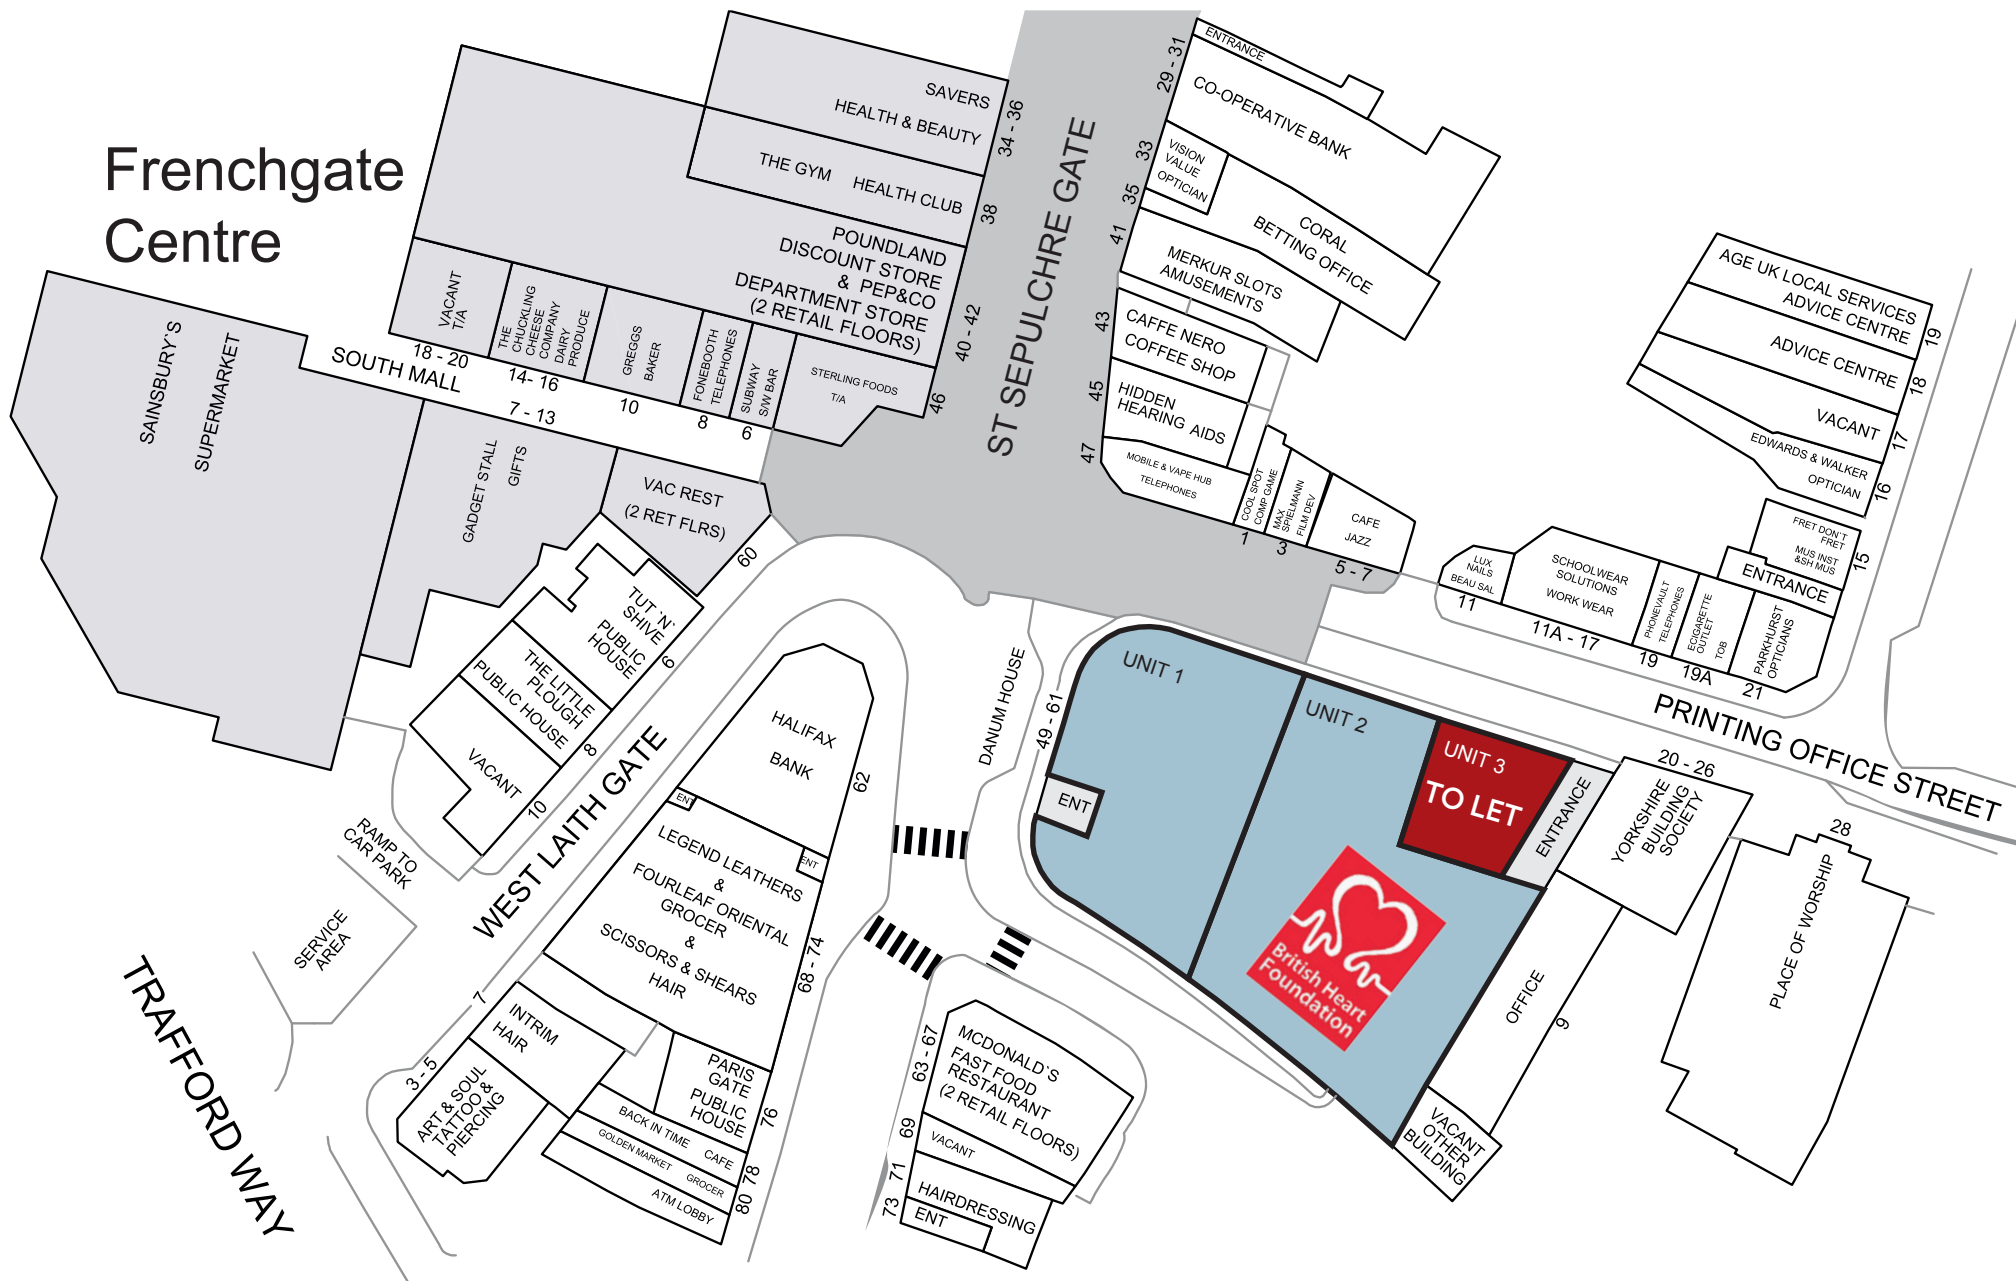 Frenchgate
Centre
SAVERS
HEALTH & BEAUTY
34 - 36
THE GYM HEALTH CLUB
38
POUNDLAND
DISCOUNT STORE
& PEP&CO
DEPARTMENT STORE
(2 RETAIL FLOORS)
40 - 42
VACANT
T/A
18 - 20
THE
CHUCKLING
CHEESE
COMPANY
DAIRY
PRODUCE
14- 16
GREGGS
BAKER
10
FONEBOOTH
TELEPHONES
8
SUBWAY
S/W BAR
6
STERLING FOODS
T/A
46
SOUTH MALL
7 - 13
SAINSBURY`S
SUPERMARKET
GADGET STALL
GIFTS
VAC REST
(2 RET FLRS)
60
ST SEPULCHRE GATE
ENTRANCE
29 - 31
CO-OPERATIVE BANK
33
VISION
VALUE
OPTICIAN
35
CORAL
BETTING OFFICE
41
MERKUR SLOTS
AMUSEMENTS
43
CAFFE NERO
COFFEE SHOP
45
HIDDEN
HEARING AIDS
47
MOBILE & VAPE HUB
TELEPHONES
COOL SPOT
COMP GAME
1
MAX
SPIELMANN
FILM DEV
3
CAFE
JAZZ
5 - 7
AGE UK LOCAL SERVICES
ADVICE CENTRE
19
ADVICE CENTRE
18
VACANT
17
EDWARDS & WALKER
OPTICIAN
16
FRET DON`T
FRET
MUS INST
&SH MUS
15
ENTRANCE
LUX
NAILS
BEAU SAL
11
SCHOOLWEAR
SOLUTIONS
WORK WEAR
11A - 17
PHONEVAULT
TELEPHONES
19
ECIGARETTE
OUTLET
TOB
19A
PARKHURST
OPTICIANS
21
PRINTING OFFICE STREET
TUT `N`
SHIVE
PUBLIC
HOUSE
6
THE LITTLE
PLOUGH
PUBLIC HOUSE
8
VACANT
10
WEST LAITH GATE
RAMP TO
CAR PARK
SERVICE
AREA
TRAFFORD WAY
HALIFAX
BANK
62
ENT
ENT
LEGEND LEATHERS
&
FOURLEAF ORIENTAL
GROCER
&
SCISSORS & SHEARS
HAIR
68 - 74
7
INTRIM
HAIR
3 - 5
ART & SOUL
TATTOO &
PIERCING
PARIS
GATE
PUBLIC
HOUSE
76
BACK IN TIME CAFE
78
GOLDEN MARKET GROCER
80
ATM LOBBY
DANUM HOUSE
49 - 61
UNIT 1
ENT
UNIT 2
UNIT 3
TO LET
ENTRANCE
British Heart
Foundation
20 - 26
YORKSHIRE
BUILDING
SOCIETY
28
PLACE OF WORSHIP
OFFICE
9
VACANT
OTHER
BUILDING
63 - 67
MCDONALD`S
FAST FOOD
RESTAURANT
(2 RETAIL FLOORS)
69
VACANT
71
HAIRDRESSING
73
ENT